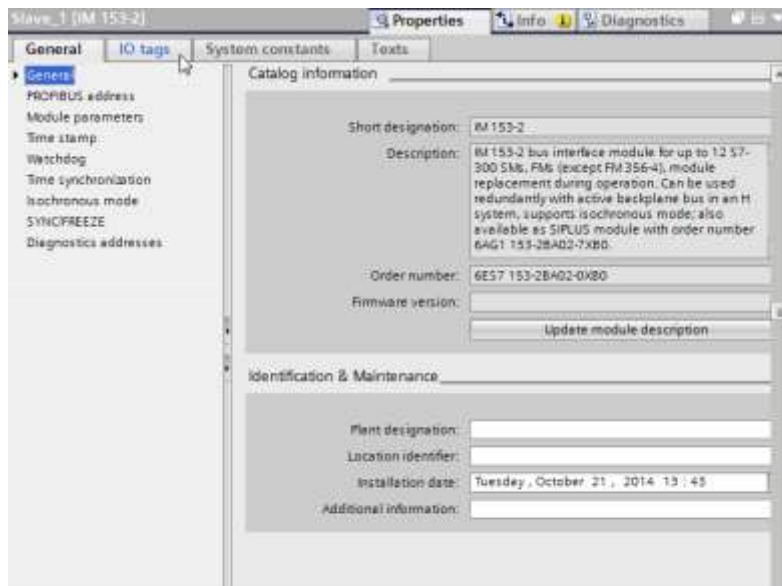 Slave_1 [IM 153-2]
Properties Info Diagnostics
General IO tags System constants Texts
General
PROFIBUS address
Module parameters
Time stamp
Watchdog
Time synchronization
Isochronous mode
SYNC/FREEZE
Diagnostics addresses
Catalog information
Short designation: IM 153-2
Description: IM 153-2 bus interface module for up to 12 S7-
300 SMs, FMs (except FM 356-4), module
replacement during operation. Can be used
redundantly with active backplane bus in an H
system, supports isochronous mode; also
available as SIPLUS module with order number
6AG1 153-2BA02-7XB0.
Order number: 6ES7 153-2BA02-0XB0
Firmware version:
Update module description
Identification & Maintenance
Plant designation:
Location identifier:
Installation date: Tuesday , October 21 , 2014 13 : 45
Additional information: